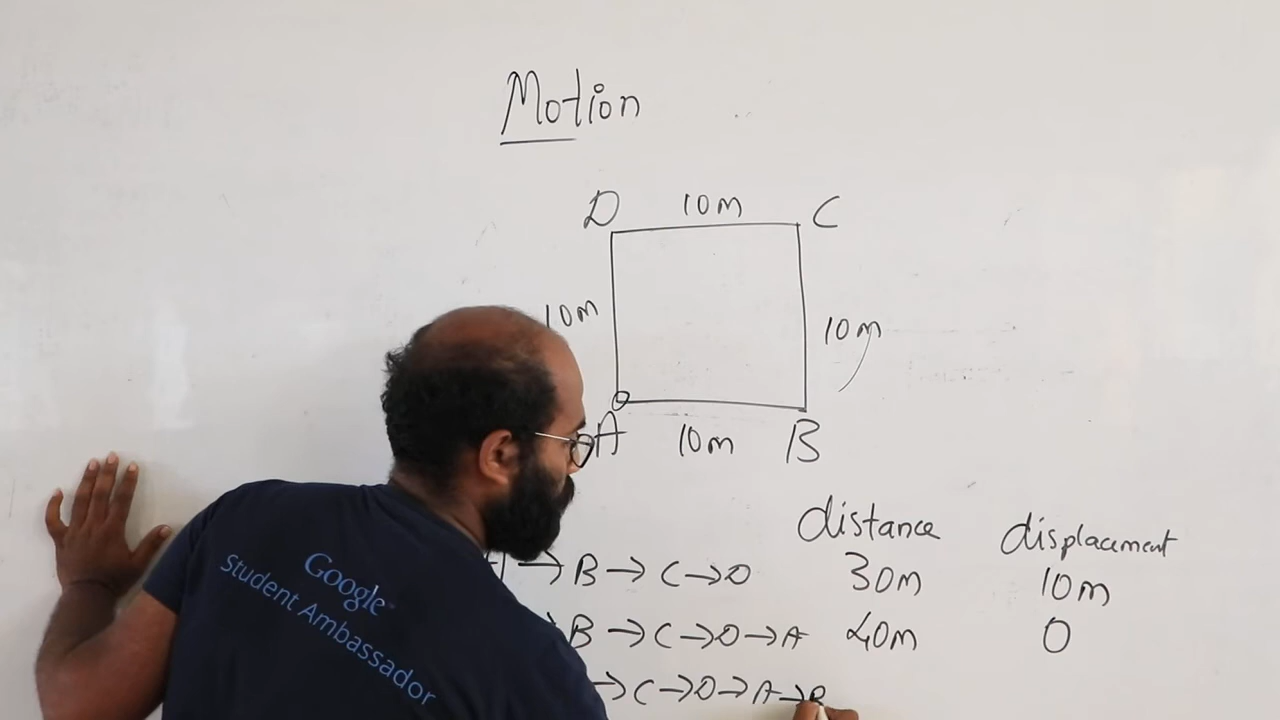 Motion
D 10m C
10m
10m
A 10m B
distance displacement
→ B → C → D 30m 10m
B → C → D → A 40m 0
→ C → D → A → B
Google
Student Ambassador